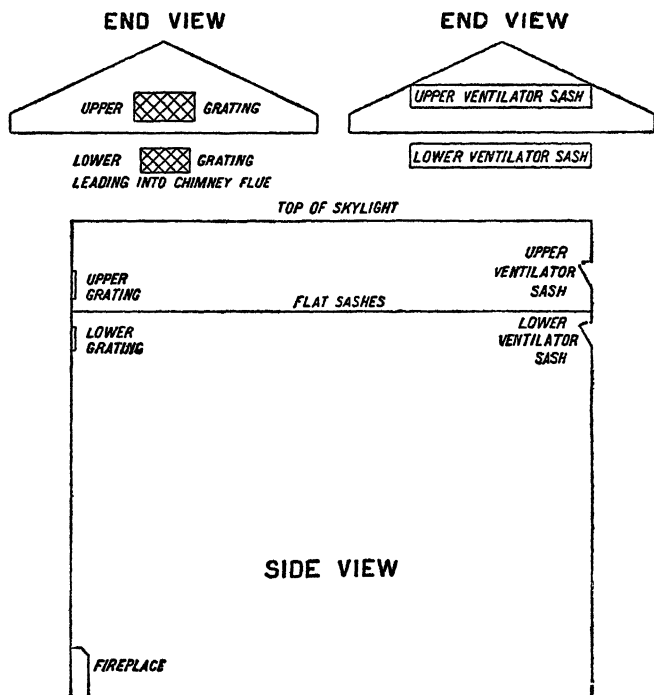 END VIEW
END VIEW
UPPER GRATING
UPPER VENTILATOR SASH
LOWER GRATING
LEADING INTO CHIMNEY FLUE
LOWER VENTILATOR SASH
TOP OF SKYLIGHT
UPPER
GRATING
UPPER
VENTILATOR
SASH
FLAT SASHES
LOWER
GRATING
LOWER
VENTILATOR
SASH
SIDE VIEW
FIREPLACE